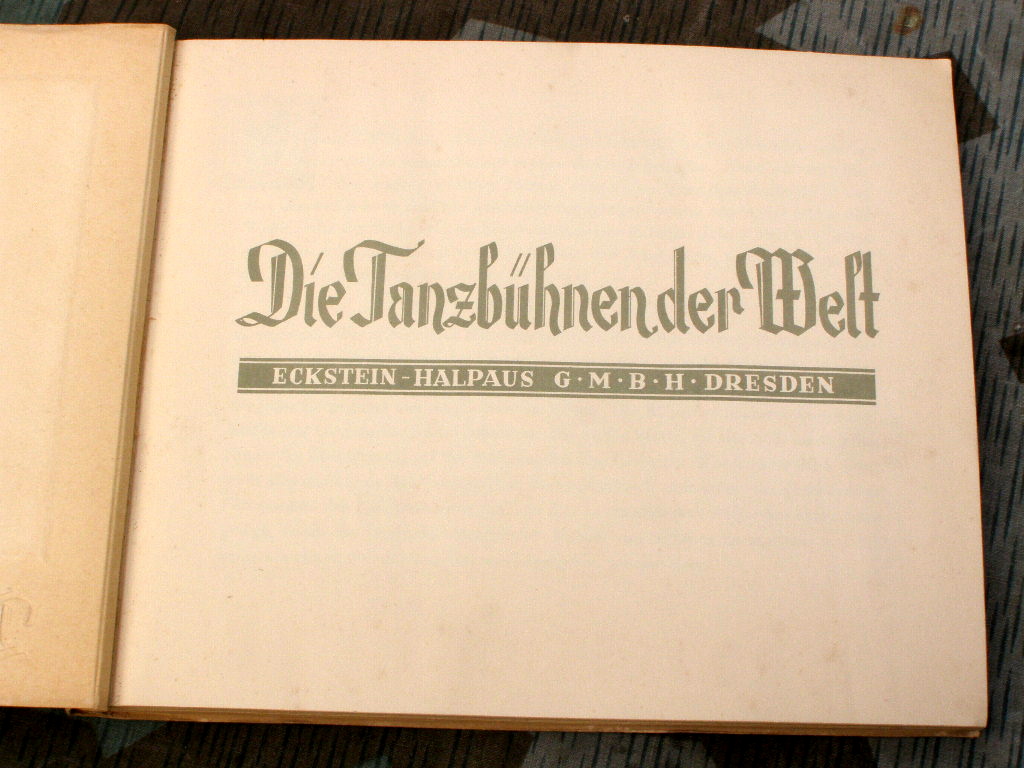 Die Tanzbühnen der Welt
ECKSTEIN-HALPAUS G·M·B·H·DRESDEN